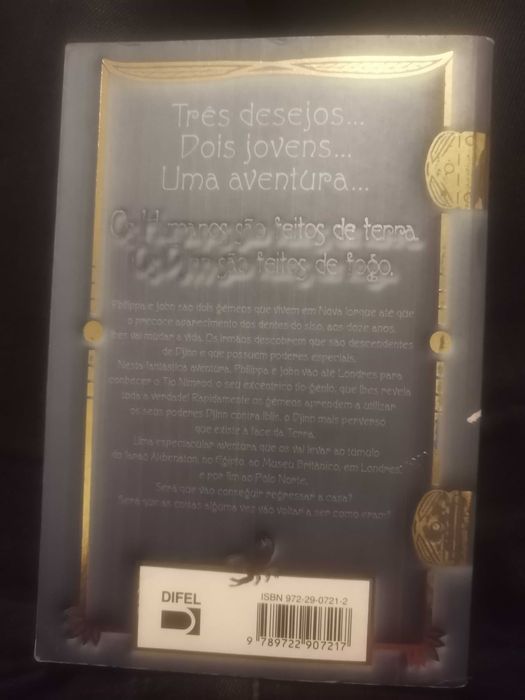 Três desejos...
Dois jovens...
Uma aventura...
Os Humanos são feitos de terra.
Os Djinn são feitos de fogo.
Philippa e John são dois gémeos que vivem em Nova Iorque até que
o precoce aparecimento dos dentes do siso, aos doze anos,
lhes vai mudar a vida. Os irmãos descobrem que são descendentes
de Djinn e que possuem poderes especiais.
Nesta fantástica aventura, Philippa e John vão até Londres para
conhecer o Tio Nimrod, o seu excêntrico tio-génio, que lhes revela
toda a verdade! Rapidamente os gémeos aprendem a utilizar
os seus poderes Djinn contra Iblis, o Djinn mais perverso
que existe à face da Terra.
Uma espectacular aventura que os vai levar ao túmulo
do faraó Akhenaton, no Egipto, ao Museu Britânico, em Londres,
e por fim ao Pólo Norte.
Será que vão conseguir regressar a casa?
Será que as coisas alguma vez vão voltar a ser como eram?
DIFEL
ISBN 972-29-0721-2
9 789722 907217